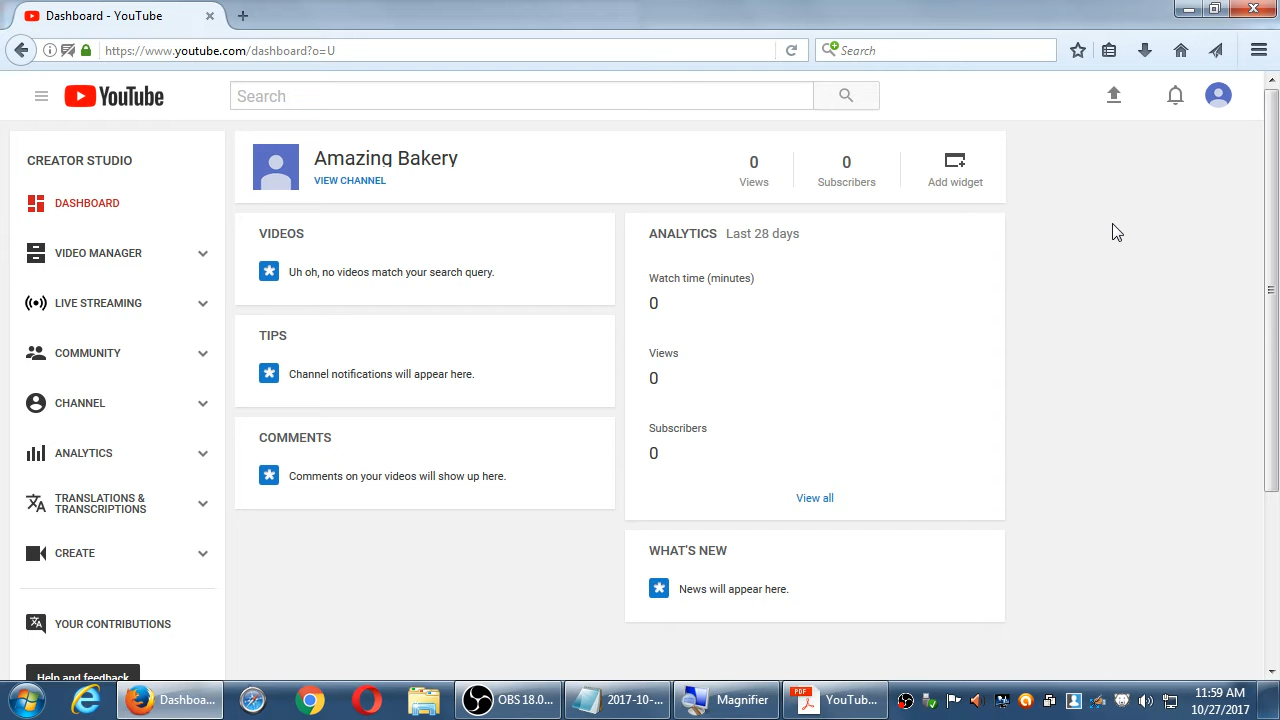 Dashboard - YouTube
https://www.youtube.com/dashboard?o=U
Search
YouTube
Search
CREATOR STUDIO
DASHBOARD
VIDEO MANAGER
LIVE STREAMING
COMMUNITY
CHANNEL
ANALYTICS
TRANSLATIONS &
TRANSCRIPTIONS
CREATE
YOUR CONTRIBUTIONS
Help and feedback
Amazing Bakery
VIEW CHANNEL
0
Views
0
Subscribers
Add widget
VIDEOS
Uh oh, no videos match your search query.
TIPS
Channel notifications will appear here.
COMMENTS
Comments on your videos will show up here.
ANALYTICS Last 28 days
Watch time (minutes)
0
Views
0
Subscribers
0
View all
WHAT'S NEW
News will appear here.
Dashboa...
OBS 18.0...
2017-10-...
Magnifier
PDF
YouTub...
11:59 AM
10/27/2017